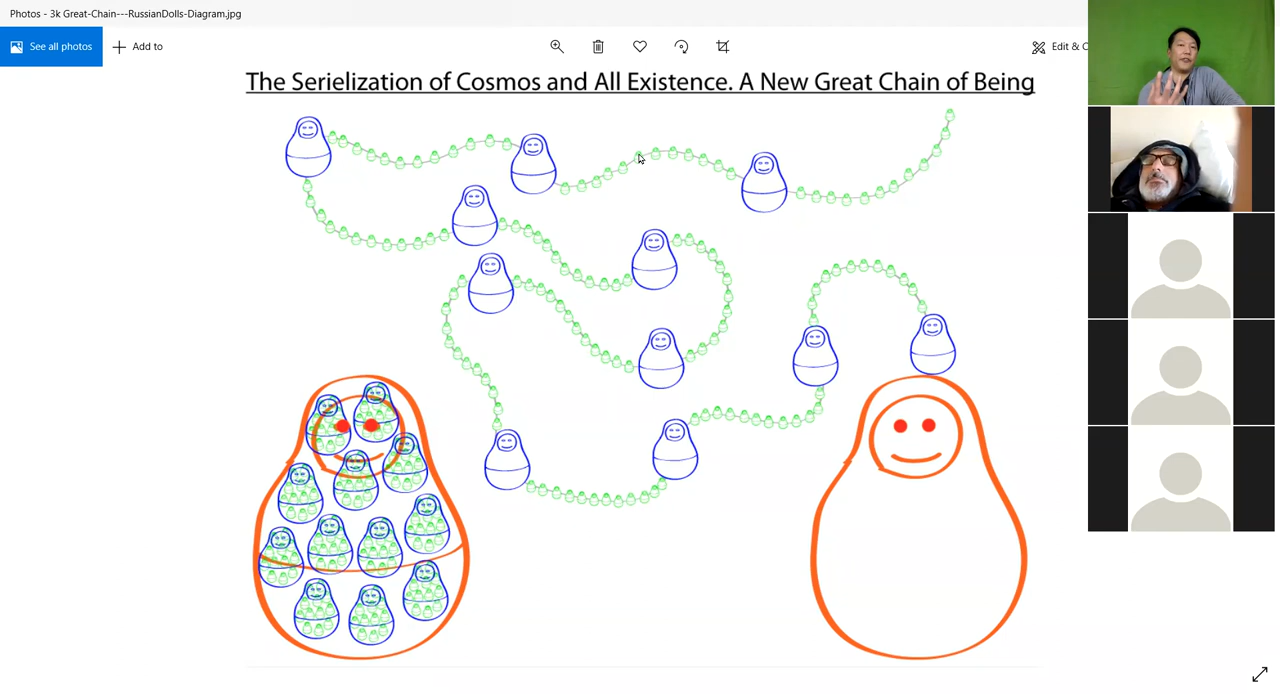 Photos - 3k Great-Chain---RussianDolls-Diagram.jpg
See all photos
Add to
Edit & C
The Serielization of Cosmos and All Existence. A New Great Chain of Being